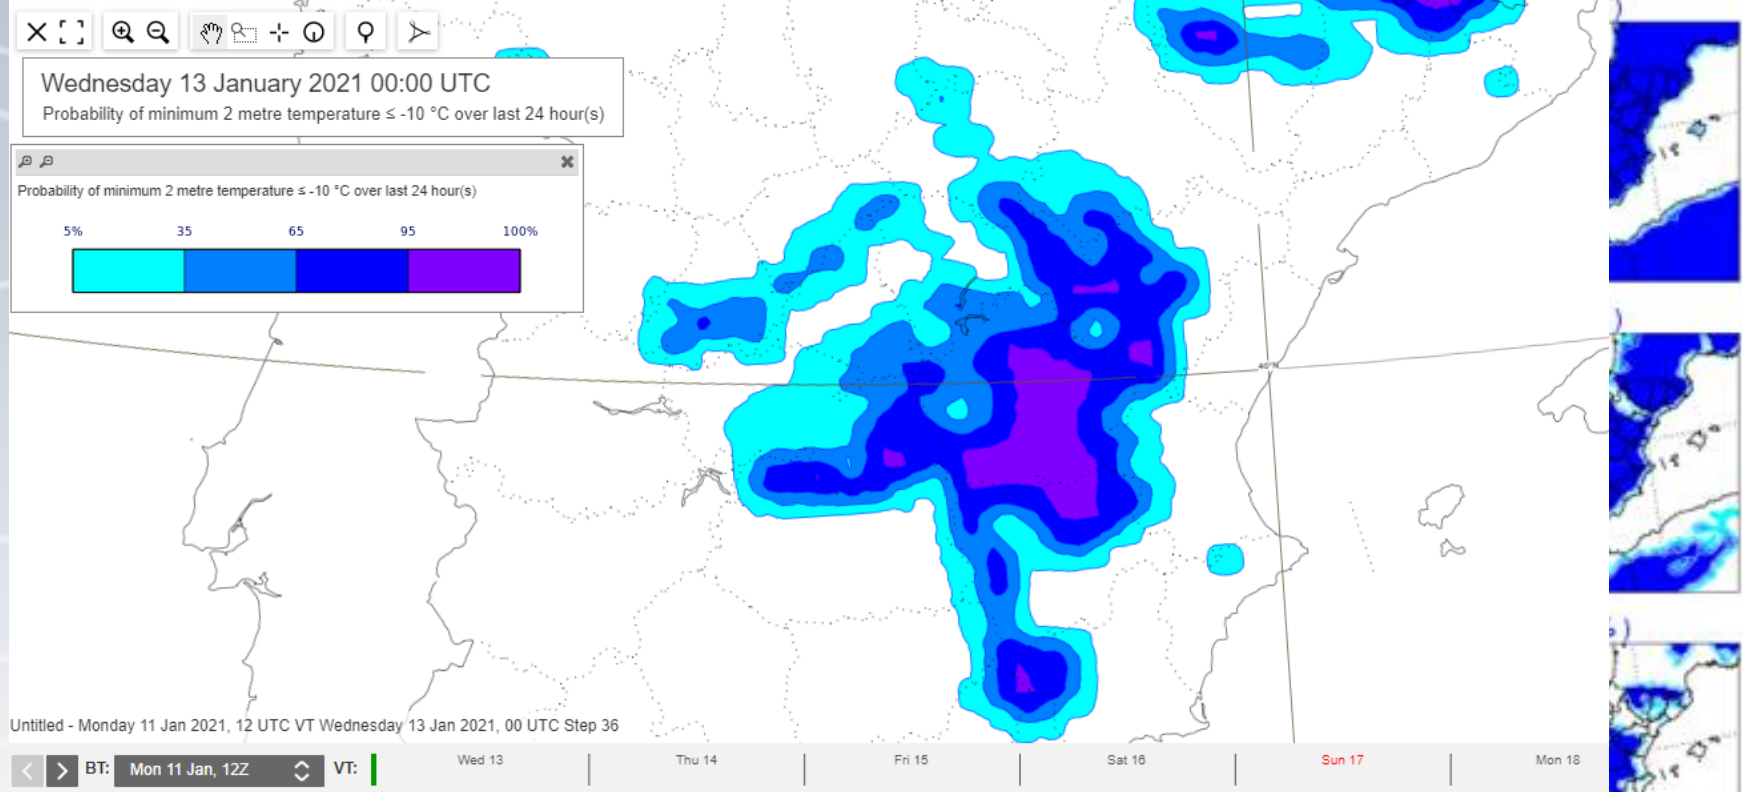 Wednesday 13 January 2021 00:00 UTC
Probability of minimum 2 metre temperature ≤ -10 °C over last 24 hour(s)
Probability of minimum 2 metre temperature ≤ -10 °C over last 24 hour(s)
5% 35 65 95 100%
40°N
Untitled - Monday 11 Jan 2021, 12 UTC VT Wednesday 13 Jan 2021, 00 UTC Step 36
BT: Mon 11 Jan, 12Z VT: Wed 13 Thu 14 Fri 15 Sat 16 Sun 17 Mon 18